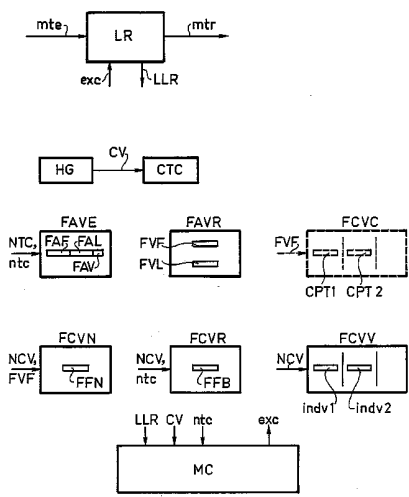 mte LR mtr
exc LLR
CV
HG CTC
FAVE FAVR FCVC
NTC, FAF FAL FVF FVF
ntc FAV FVL
CPT1 CPT2
FCVN FCVR FCVV
NCV, NCV, NCV
FVF FFN ntc FFB
indv1 indv2
LLR CV ntc exc
MC